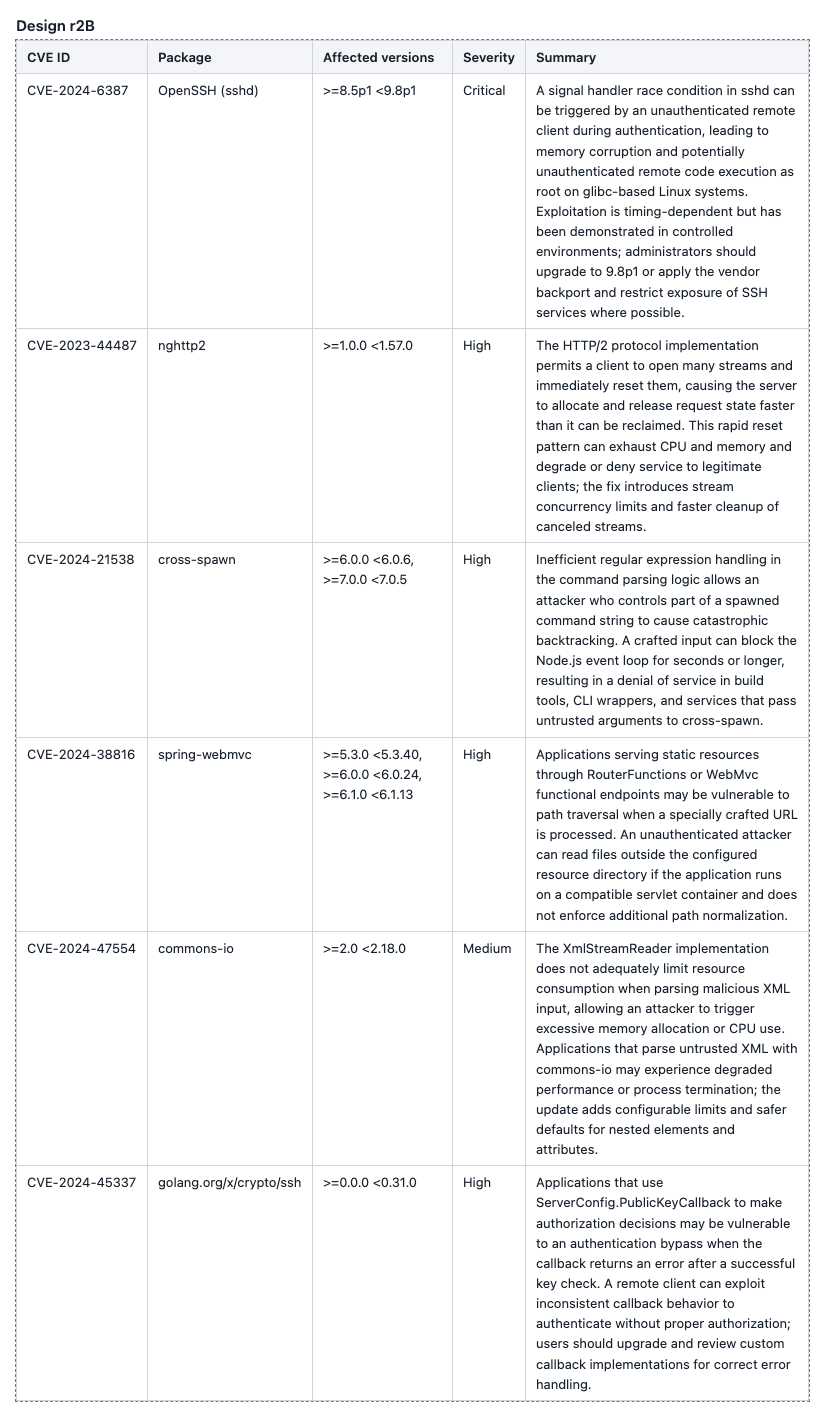 Design r2B
CVE ID Package Affected versions Severity Summary
CVE-2024-6387 OpenSSH (sshd) >=8.5p1 <9.8p1 Critical A signal handler race condition in sshd can
be triggered by an unauthenticated remote
client during authentication, leading to
memory corruption and potentially
unauthenticated remote code execution as
root on glibc-based Linux systems.
Exploitation is timing-dependent but has
been demonstrated in controlled
environments; administrators should
upgrade to 9.8p1 or apply the vendor
backport and restrict exposure of SSH
services where possible.
CVE-2023-44487 nghttp2 >=1.0.0 <1.57.0 High The HTTP/2 protocol implementation
permits a client to open many streams and
immediately reset them, causing the server
to allocate and release request state faster
than it can be reclaimed. This rapid reset
pattern can exhaust CPU and memory and
degrade or deny service to legitimate
clients; the fix introduces stream
concurrency limits and faster cleanup of
canceled streams.
CVE-2024-21538 cross-spawn >=6.0.0 <6.0.6, High Inefficient regular expression handling in
>=7.0.0 <7.0.5 the command parsing logic allows an
attacker who controls part of a spawned
command string to cause catastrophic
backtracking. A crafted input can block the
Node.js event loop for seconds or longer,
resulting in a denial of service in build
tools, CLI wrappers, and services that pass
untrusted arguments to cross-spawn.
CVE-2024-38816 spring-webmvc >=5.3.0 <5.3.40, High Applications serving static resources
>=6.0.0 <6.0.24, through RouterFunctions or WebMvc
>=6.1.0 <6.1.13 functional endpoints may be vulnerable to
path traversal when a specially crafted URL
is processed. An unauthenticated attacker
can read files outside the configured
resource directory if the application runs
on a compatible servlet container and does
not enforce additional path normalization.
CVE-2024-47554 commons-io >=2.0 <2.18.0 Medium The XmlStreamReader implementation
does not adequately limit resource
consumption when parsing malicious XML
input, allowing an attacker to trigger
excessive memory allocation or CPU use.
Applications that parse untrusted XML with
commons-io may experience degraded
performance or process termination; the
update adds configurable limits and safer
defaults for nested elements and
attributes.
CVE-2024-45337 golang.org/x/crypto/ssh >=0.0.0 <0.31.0 High Applications that use
ServerConfig.PublicKeyCallback to make
authorization decisions may be vulnerable
to an authentication bypass when the
callback returns an error after a successful
key check. A remote client can exploit
inconsistent callback behavior to
authenticate without proper authorization;
users should upgrade and review custom
callback implementations for correct error
handling.